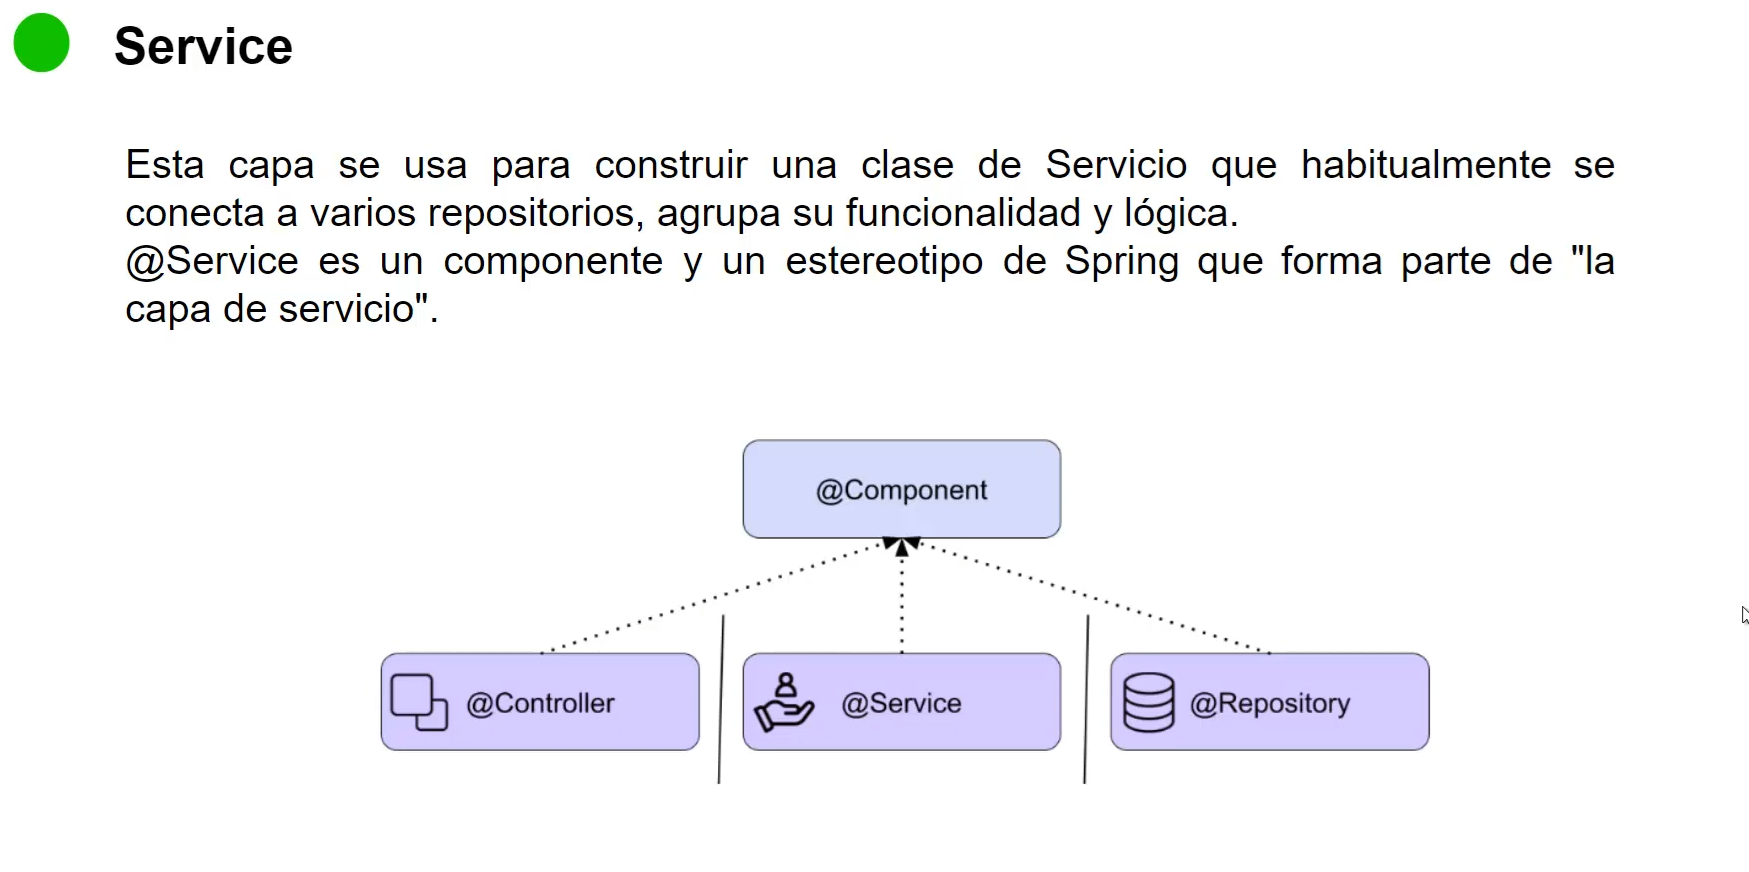 Service
Esta capa se usa para construir una clase de Servicio que habitualmente se
conecta a varios repositorios, agrupa su funcionalidad y lógica.
@Service es un componente y un estereotipo de Spring que forma parte de "la
capa de servicio".
@Component
@Controller
@Service
@Repository